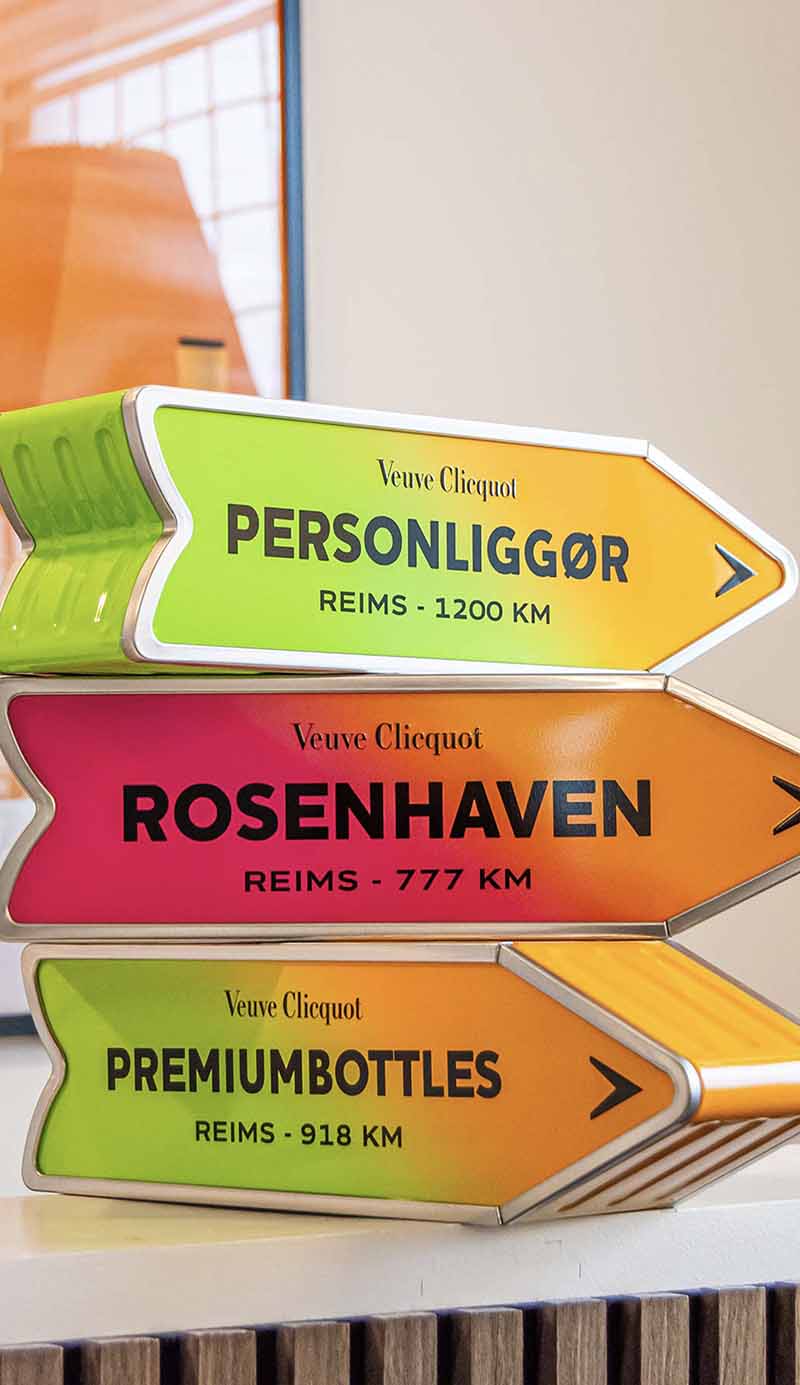 Veuve Clicquot
PERSONLIGGØR
REIMS - 1200 KM
Veuve Clicquot
ROSENHAVEN
REIMS - 777 KM
Veuve Clicquot
PREMIUMBOTTLES
REIMS - 918 KM